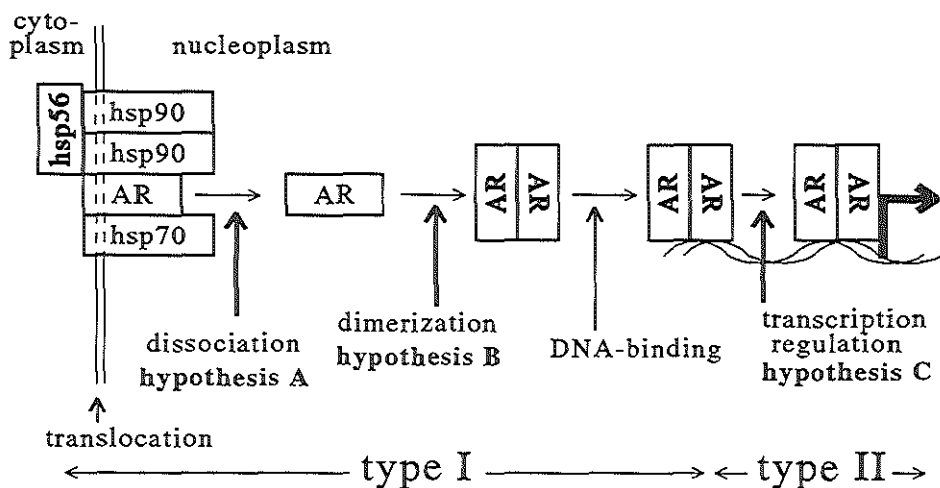 cyto-
plasm
nucleoplasm
hsp56
hsp90
hsp90
AR
hsp70
AR
AR
AR
AR
AR
AR
AR
dissociation
hypothesis A
dimerization
hypothesis B
DNA-binding
transcription
regulation
hypothesis C
translocation
type I
type II